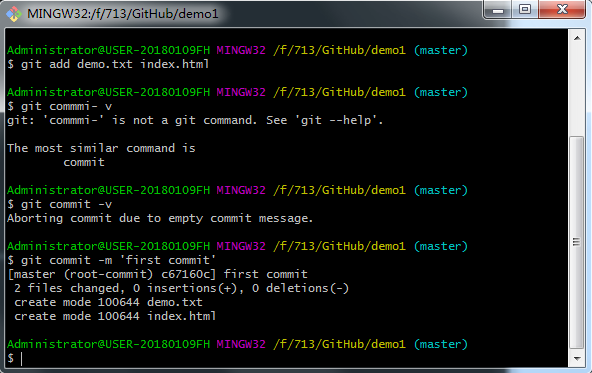 MINGW32:/f/713/GitHub/demo1
Administrator@USER-20180109FH MINGW32 /f/713/GitHub/demo1 (master)
$ git add demo.txt index.html
Administrator@USER-20180109FH MINGW32 /f/713/GitHub/demo1 (master)
$ git commmi- v
git: 'commmi-' is not a git command. See 'git --help'.
The most similar command is
commit
Administrator@USER-20180109FH MINGW32 /f/713/GitHub/demo1 (master)
$ git commit -v
Aborting commit due to empty commit message.
Administrator@USER-20180109FH MINGW32 /f/713/GitHub/demo1 (master)
$ git commit -m 'first commit'
[master (root-commit) c67160c] first commit
2 files changed, 0 insertions(+), 0 deletions(-)
create mode 100644 demo.txt
create mode 100644 index.html
Administrator@USER-20180109FH MINGW32 /f/713/GitHub/demo1 (master)
$